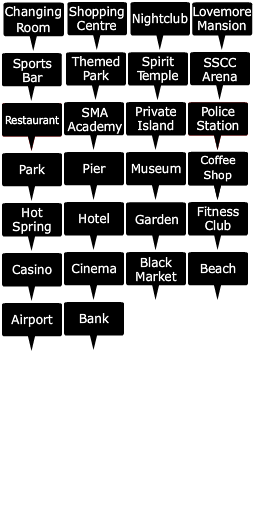 Changing
Room
Shopping
Centre
Nightclub
Lovemore
Mansion
Sports
Bar
Themed
Park
Spirit
Temple
SSCC
Arena
Restaurant
SMA
Academy
Private
Island
Police
Station
Park
Pier
Museum
Coffee
Shop
Hot
Spring
Hotel
Garden
Fitness
Club
Casino
Cinema
Black
Market
Beach
Airport
Bank